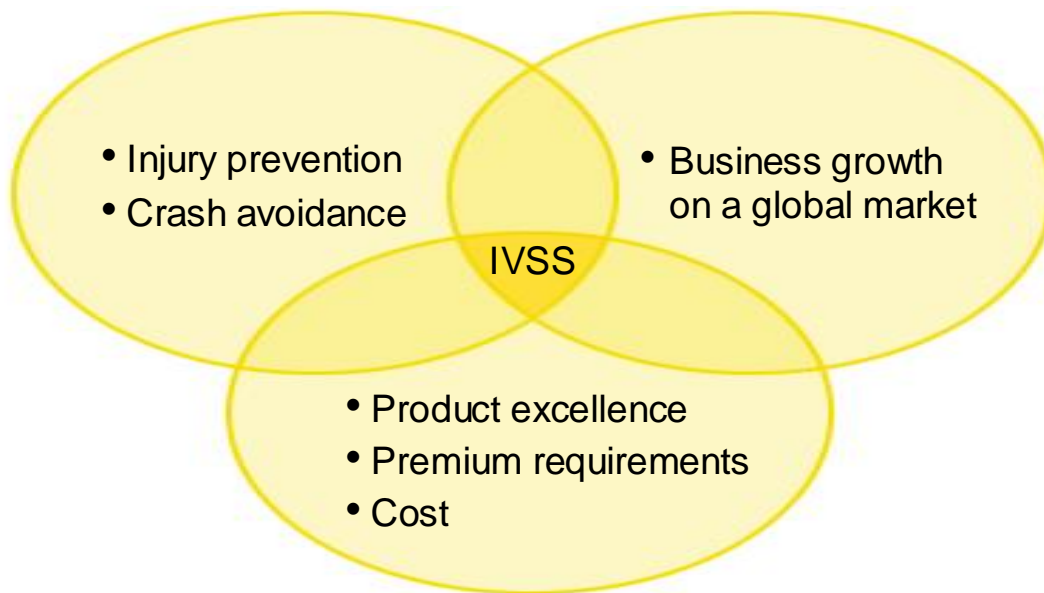 • Injury prevention
• Crash avoidance
• Business growth
on a global market
IVSS
• Product excellence
• Premium requirements
• Cost